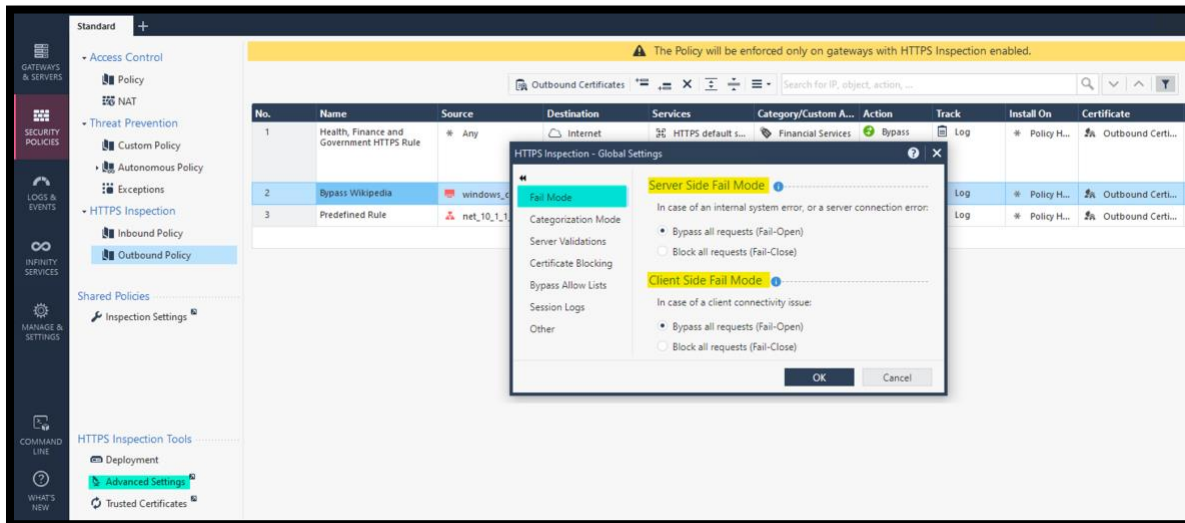 Standard +
GATEWAYS
& SERVERS
SECURITY
POLICIES
LOGS &
EVENTS
INFINITY
SERVICES
MANAGE &
SETTINGS
COMMAND
LINE
WHAT'S
NEW
Access Control
Policy
NAT
Threat Prevention
Custom Policy
Autonomous Policy
Exceptions
HTTPS Inspection
Inbound Policy
Outbound Policy
Shared Policies
Inspection Settings
HTTPS Inspection Tools
Deployment
Advanced Settings
Trusted Certificates
The Policy will be enforced only on gateways with HTTPS Inspection enabled.
Outbound Certificates Search for IP, object, action, ...
No. Name Source Destination Services Category/Custom A... Action Track Install On Certificate
1 Health, Finance and Any Internet HTTPS default s... Financial Services Bypass Log Policy H... Outbound Certi...
Government HTTPS Rule
2 Bypass Wikipedia windows_c Log Policy H... Outbound Certi...
3 Predefined Rule net_10_1_1_ Log Policy H... Outbound Certi...
HTTPS Inspection - Global Settings
Fail Mode
Categorization Mode
Server Validations
Certificate Blocking
Bypass Allow Lists
Session Logs
Other
Server Side Fail Mode
In case of an internal system error, or a server connection error:
Bypass all requests (Fail-Open)
Block all requests (Fail-Close)
Client Side Fail Mode
In case of a client connectivity issue:
Bypass all requests (Fail-Open)
Block all requests (Fail-Close)
OK Cancel